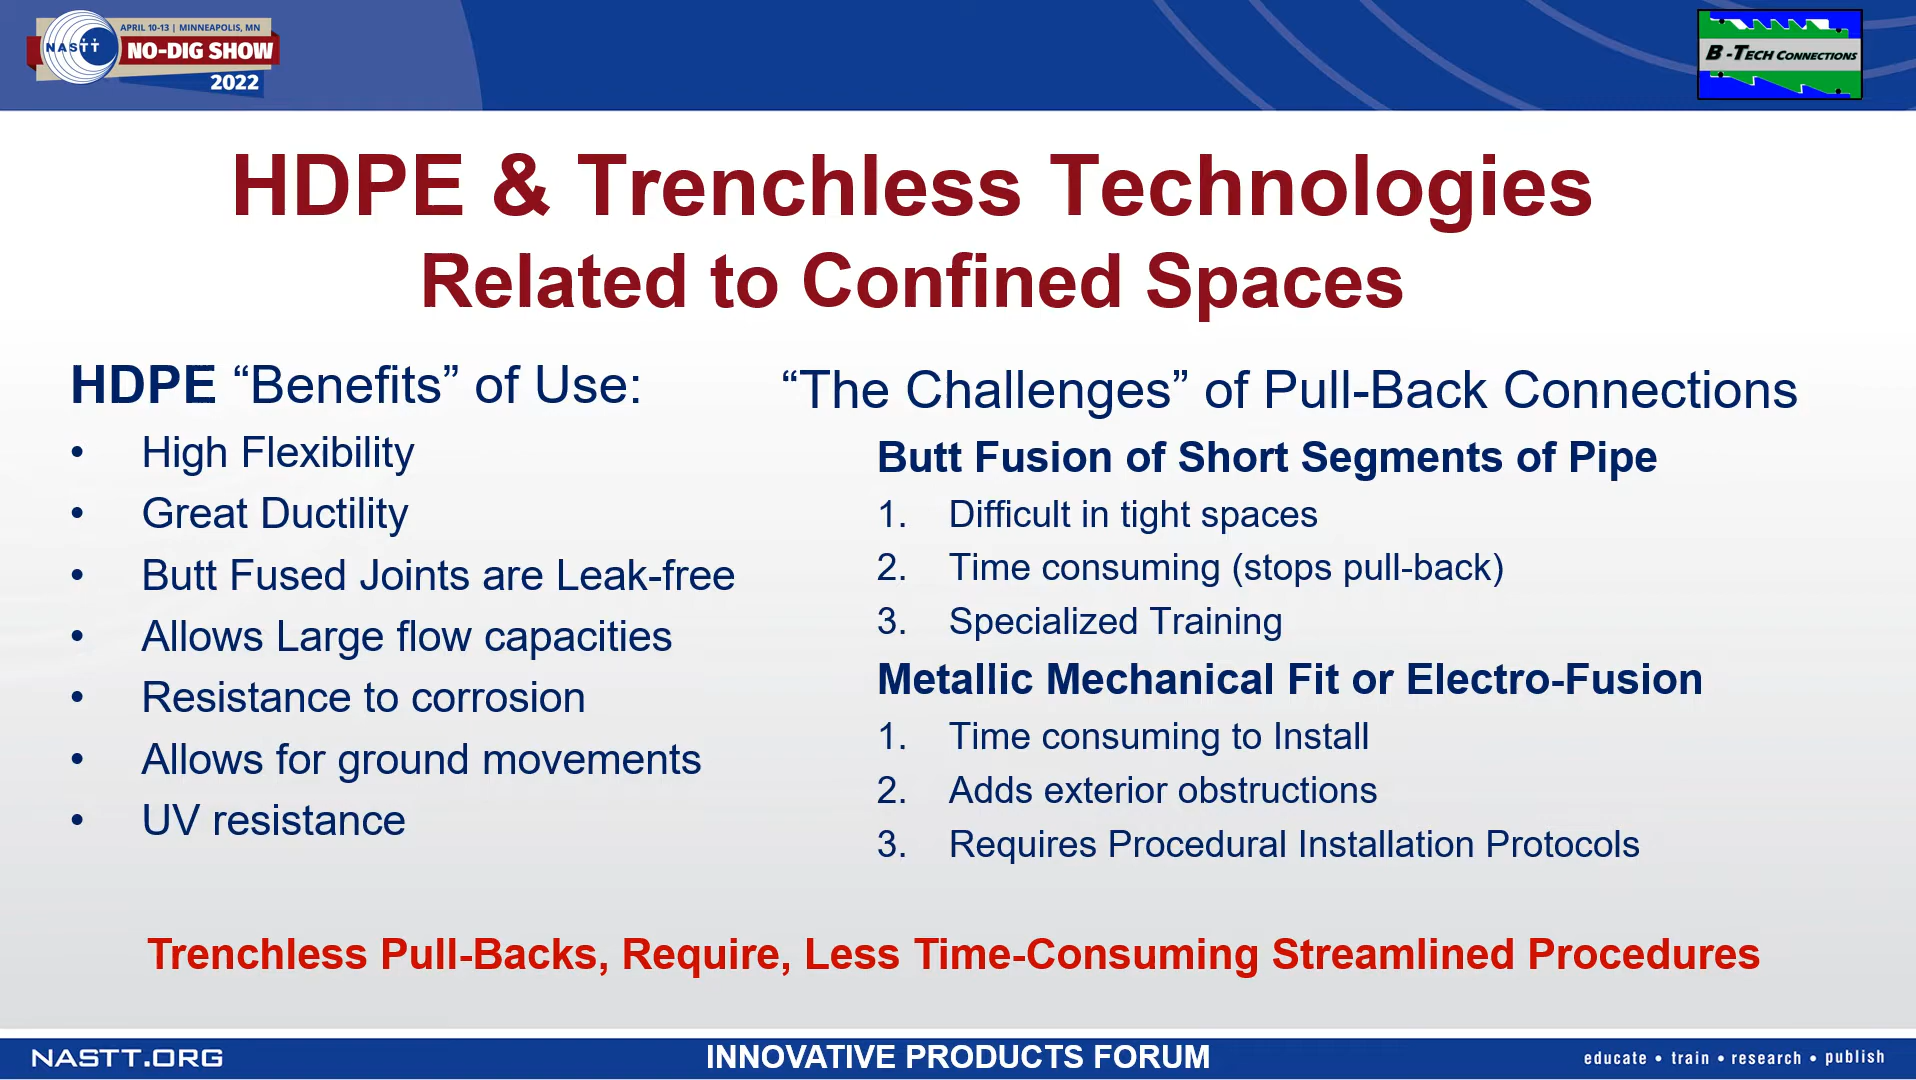 APRIL 10-13 | MINNEAPOLIS, MN
NASTT
NO-DIG SHOW
2022
B-TECH CONNECTIONS
HDPE & Trenchless Technologies
Related to Confined Spaces
HDPE “Benefits” of Use:
• High Flexibility
• Great Ductility
• Butt Fused Joints are Leak-free
• Allows Large flow capacities
• Resistance to corrosion
• Allows for ground movements
• UV resistance
“The Challenges” of Pull-Back Connections
Butt Fusion of Short Segments of Pipe
1. Difficult in tight spaces
2. Time consuming (stops pull-back)
3. Specialized Training
Metallic Mechanical Fit or Electro-Fusion
1. Time consuming to Install
2. Adds exterior obstructions
3. Requires Procedural Installation Protocols
Trenchless Pull-Backs, Require, Less Time-Consuming Streamlined Procedures
NASTT.ORG
INNOVATIVE PRODUCTS FORUM
educate • train • research • publish